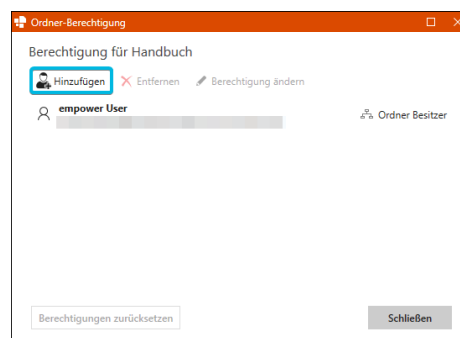 Ordner-Berechtigung
Berechtigung für Handbuch
Hinzufügen Entfernen Berechtigung ändern
empower User
Ordner Besitzer
Berechtigungen zurücksetzen Schließen